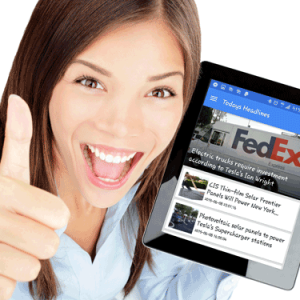 Todays Headlines
FedEx
Electric trucks require investment
according to Tesla's Ian Wright
CIS Thin-film Solar Frontier
Panels Will Power New York...
Photovoltaic solar panels to power
Tesla's Supercharger stations